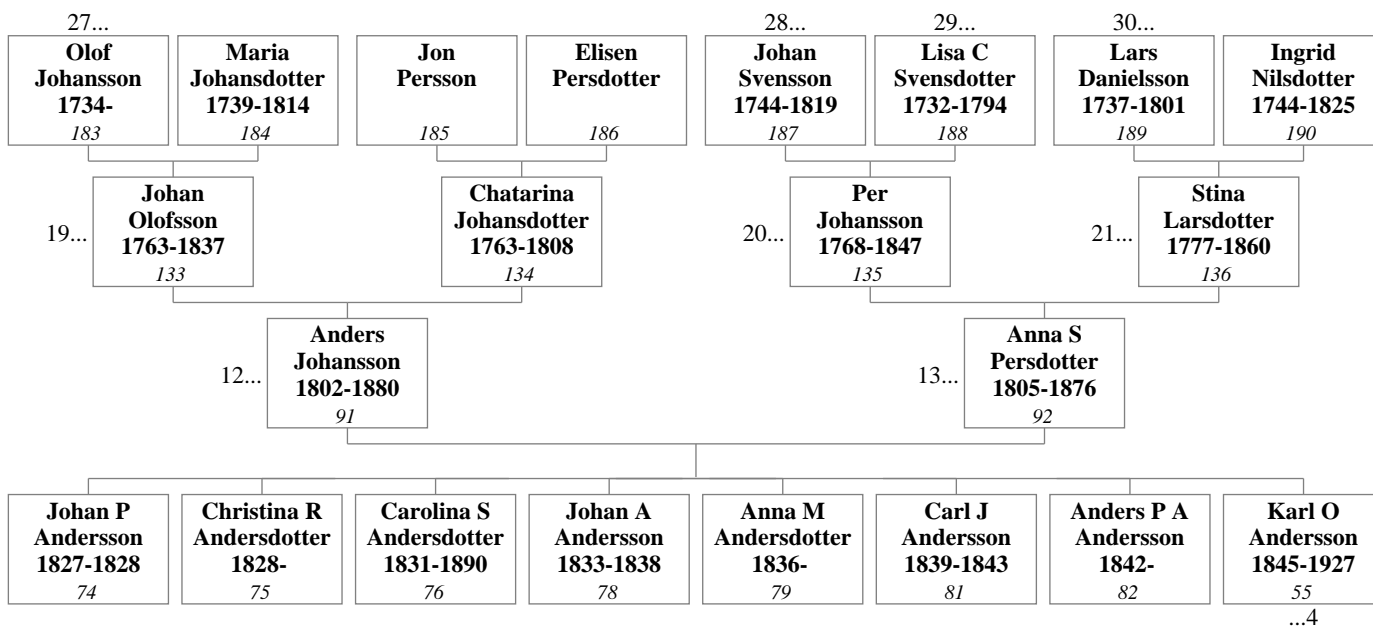 27...
28...
29...
30...
Olof
Johansson
1734-
183
Maria
Johansdotter
1739-1814
184
Jon
Persson
185
Elisen
Persdotter
186
Johan
Svensson
1744-1819
187
Lisa C
Svensdotter
1732-1794
188
Lars
Danielsson
1737-1801
189
Ingrid
Nilsdotter
1744-1825
190
19...
Johan
Olofsson
1763-1837
133
Chatarina
Johansdotter
1763-1808
134
20...
Per
Johansson
1768-1847
135
21...
Stina
Larsdotter
1777-1860
136
12...
Anders
Johansson
1802-1880
91
13...
Anna S
Persdotter
1805-1876
92
Johan P
Andersson
1827-1828
74
Christina R
Andersdotter
1828-
75
Carolina S
Andersdotter
1831-1890
76
Johan A
Andersson
1833-1838
78
Anna M
Andersdotter
1836-
79
Carl J
Andersson
1839-1843
81
Anders P A
Andersson
1842-
82
Karl O
Andersson
1845-1927
55
...4